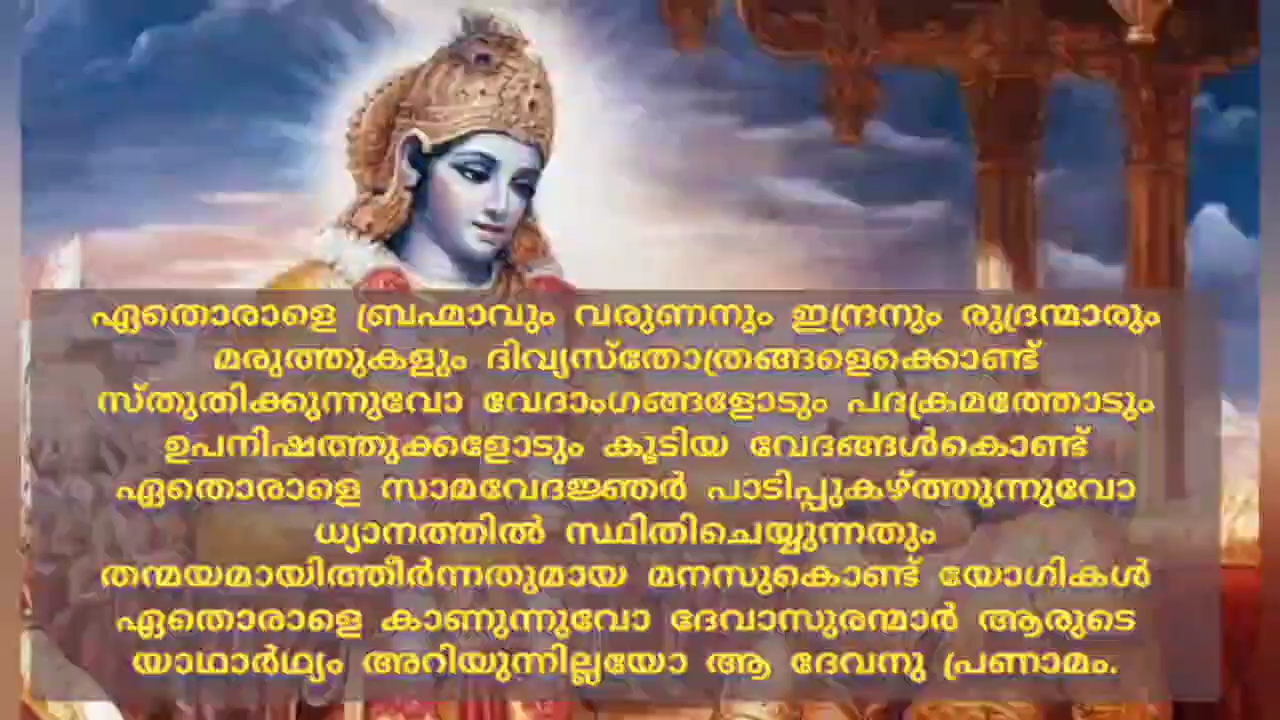 ഏതൊരാളെ ബ്രഹ്മാവും വരുണനും ഇന്ദ്രനും രുദ്രന്മാരും
മരുത്തുകളും ദിവ്യസ്തോത്രങ്ങളെക്കൊണ്ട്
സ്തുതിക്കുന്നുവോ വേദാംഗങ്ങളോടും പദക്രമത്തോടും
ഉപനിഷത്തുക്കളോടും കൂടിയ വേദങ്ങൾകൊണ്ട്
ഏതൊരാളെ സാമവേദജ്ഞർ പാടിപ്പുകഴ്ത്തുന്നുവോ
ധ്യാനത്തിൽ സ്ഥിതിചെയ്യുന്നതും
തന്മയമായിത്തീർന്നതുമായ മനസുകൊണ്ട് യോഗികൾ
ഏതൊരാളെ കാണുന്നുവോ ദേവാസുരന്മാർ ആരുടെ
യാഥാർഥ്യം അറിയുന്നില്ലയോ ആ ദേവനു പ്രണാമം.